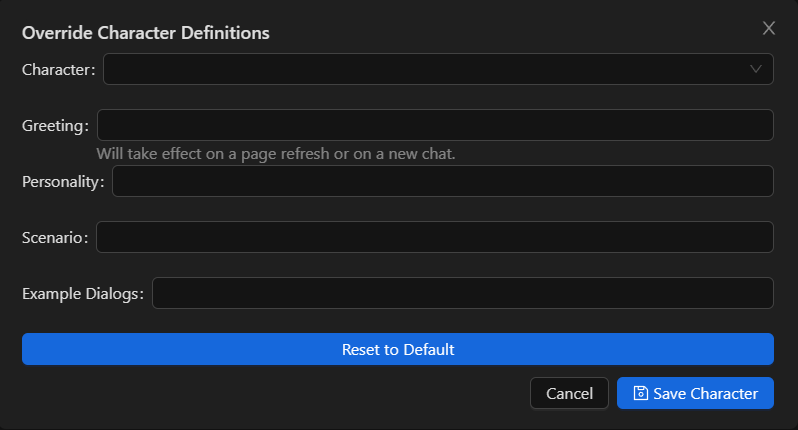 Override Character Definitions
Character:
Greeting:
Will take effect on a page refresh or on a new chat.
Personality:
Scenario:
Example Dialogs:
Reset to Default
Cancel
Save Character